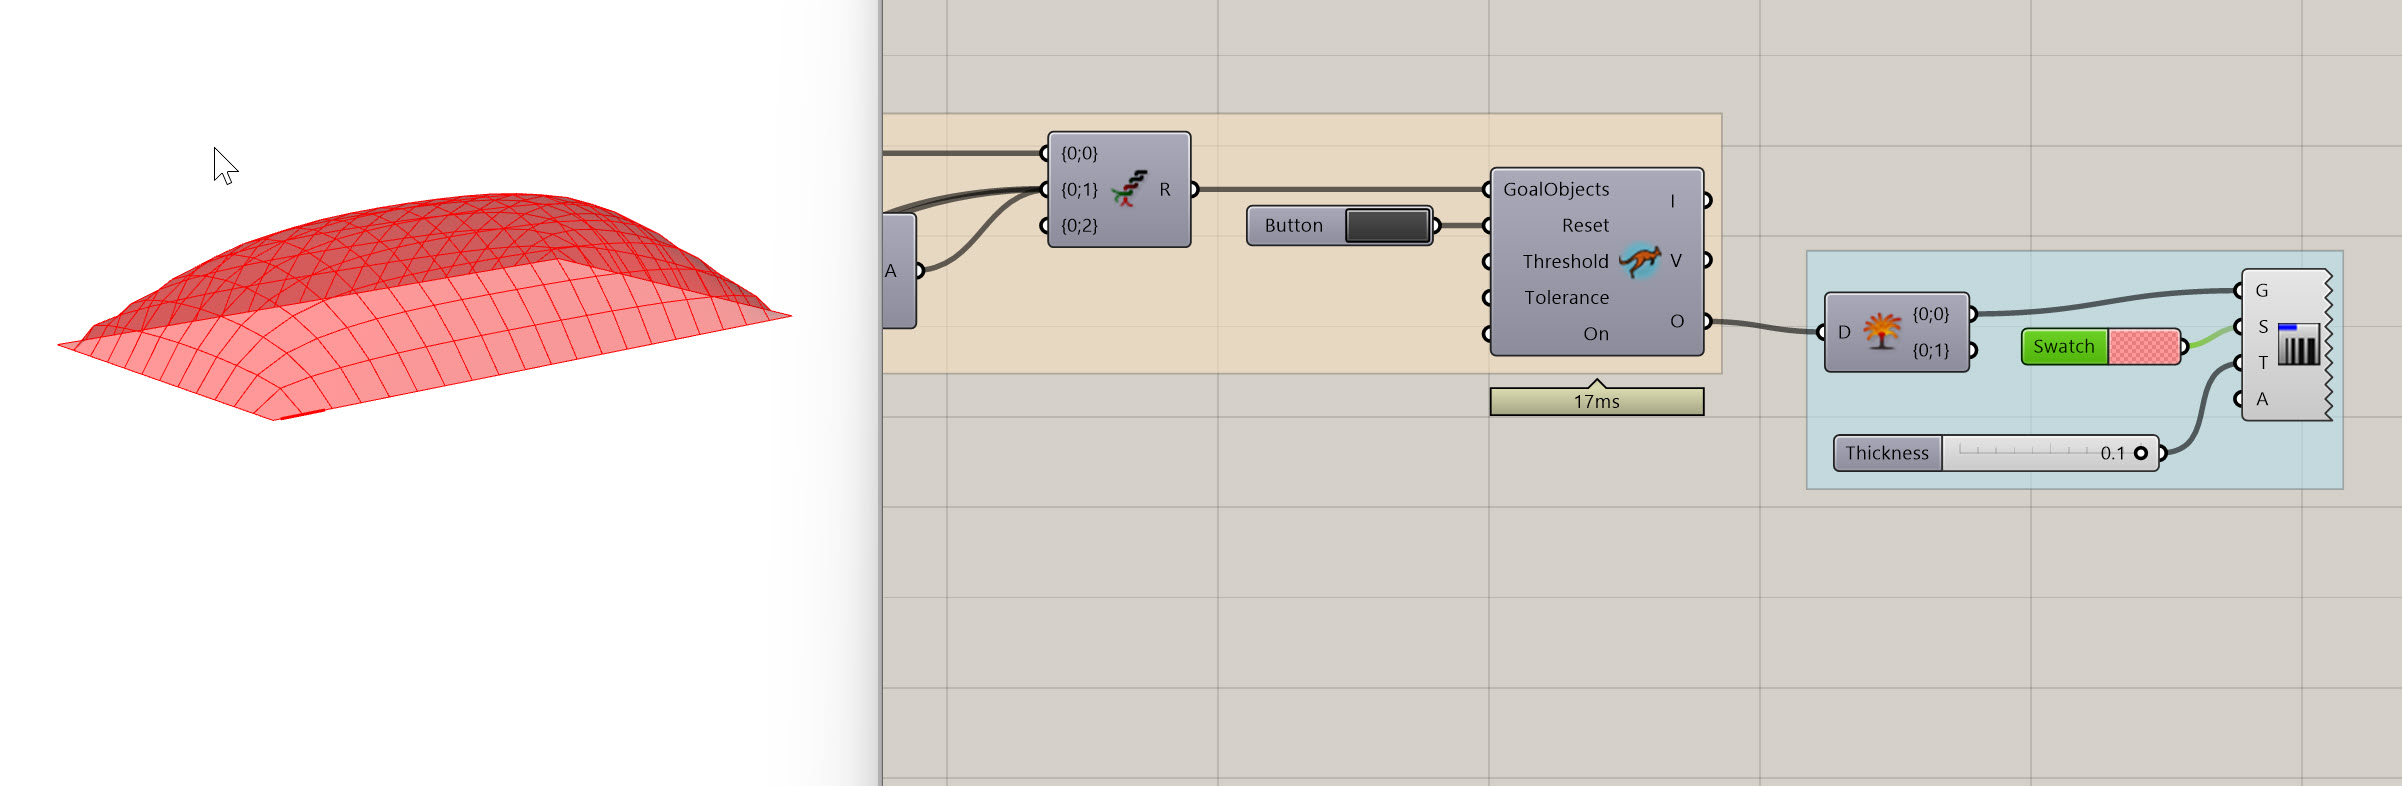 {0;0}
{0;1}
{0;2}
R
A
Button
GoalObjects
Reset
Threshold
Tolerance
On
I
V
O
17ms
D
{0;0}
{0;1}
Swatch
Thickness
0.1
G
S
T
A